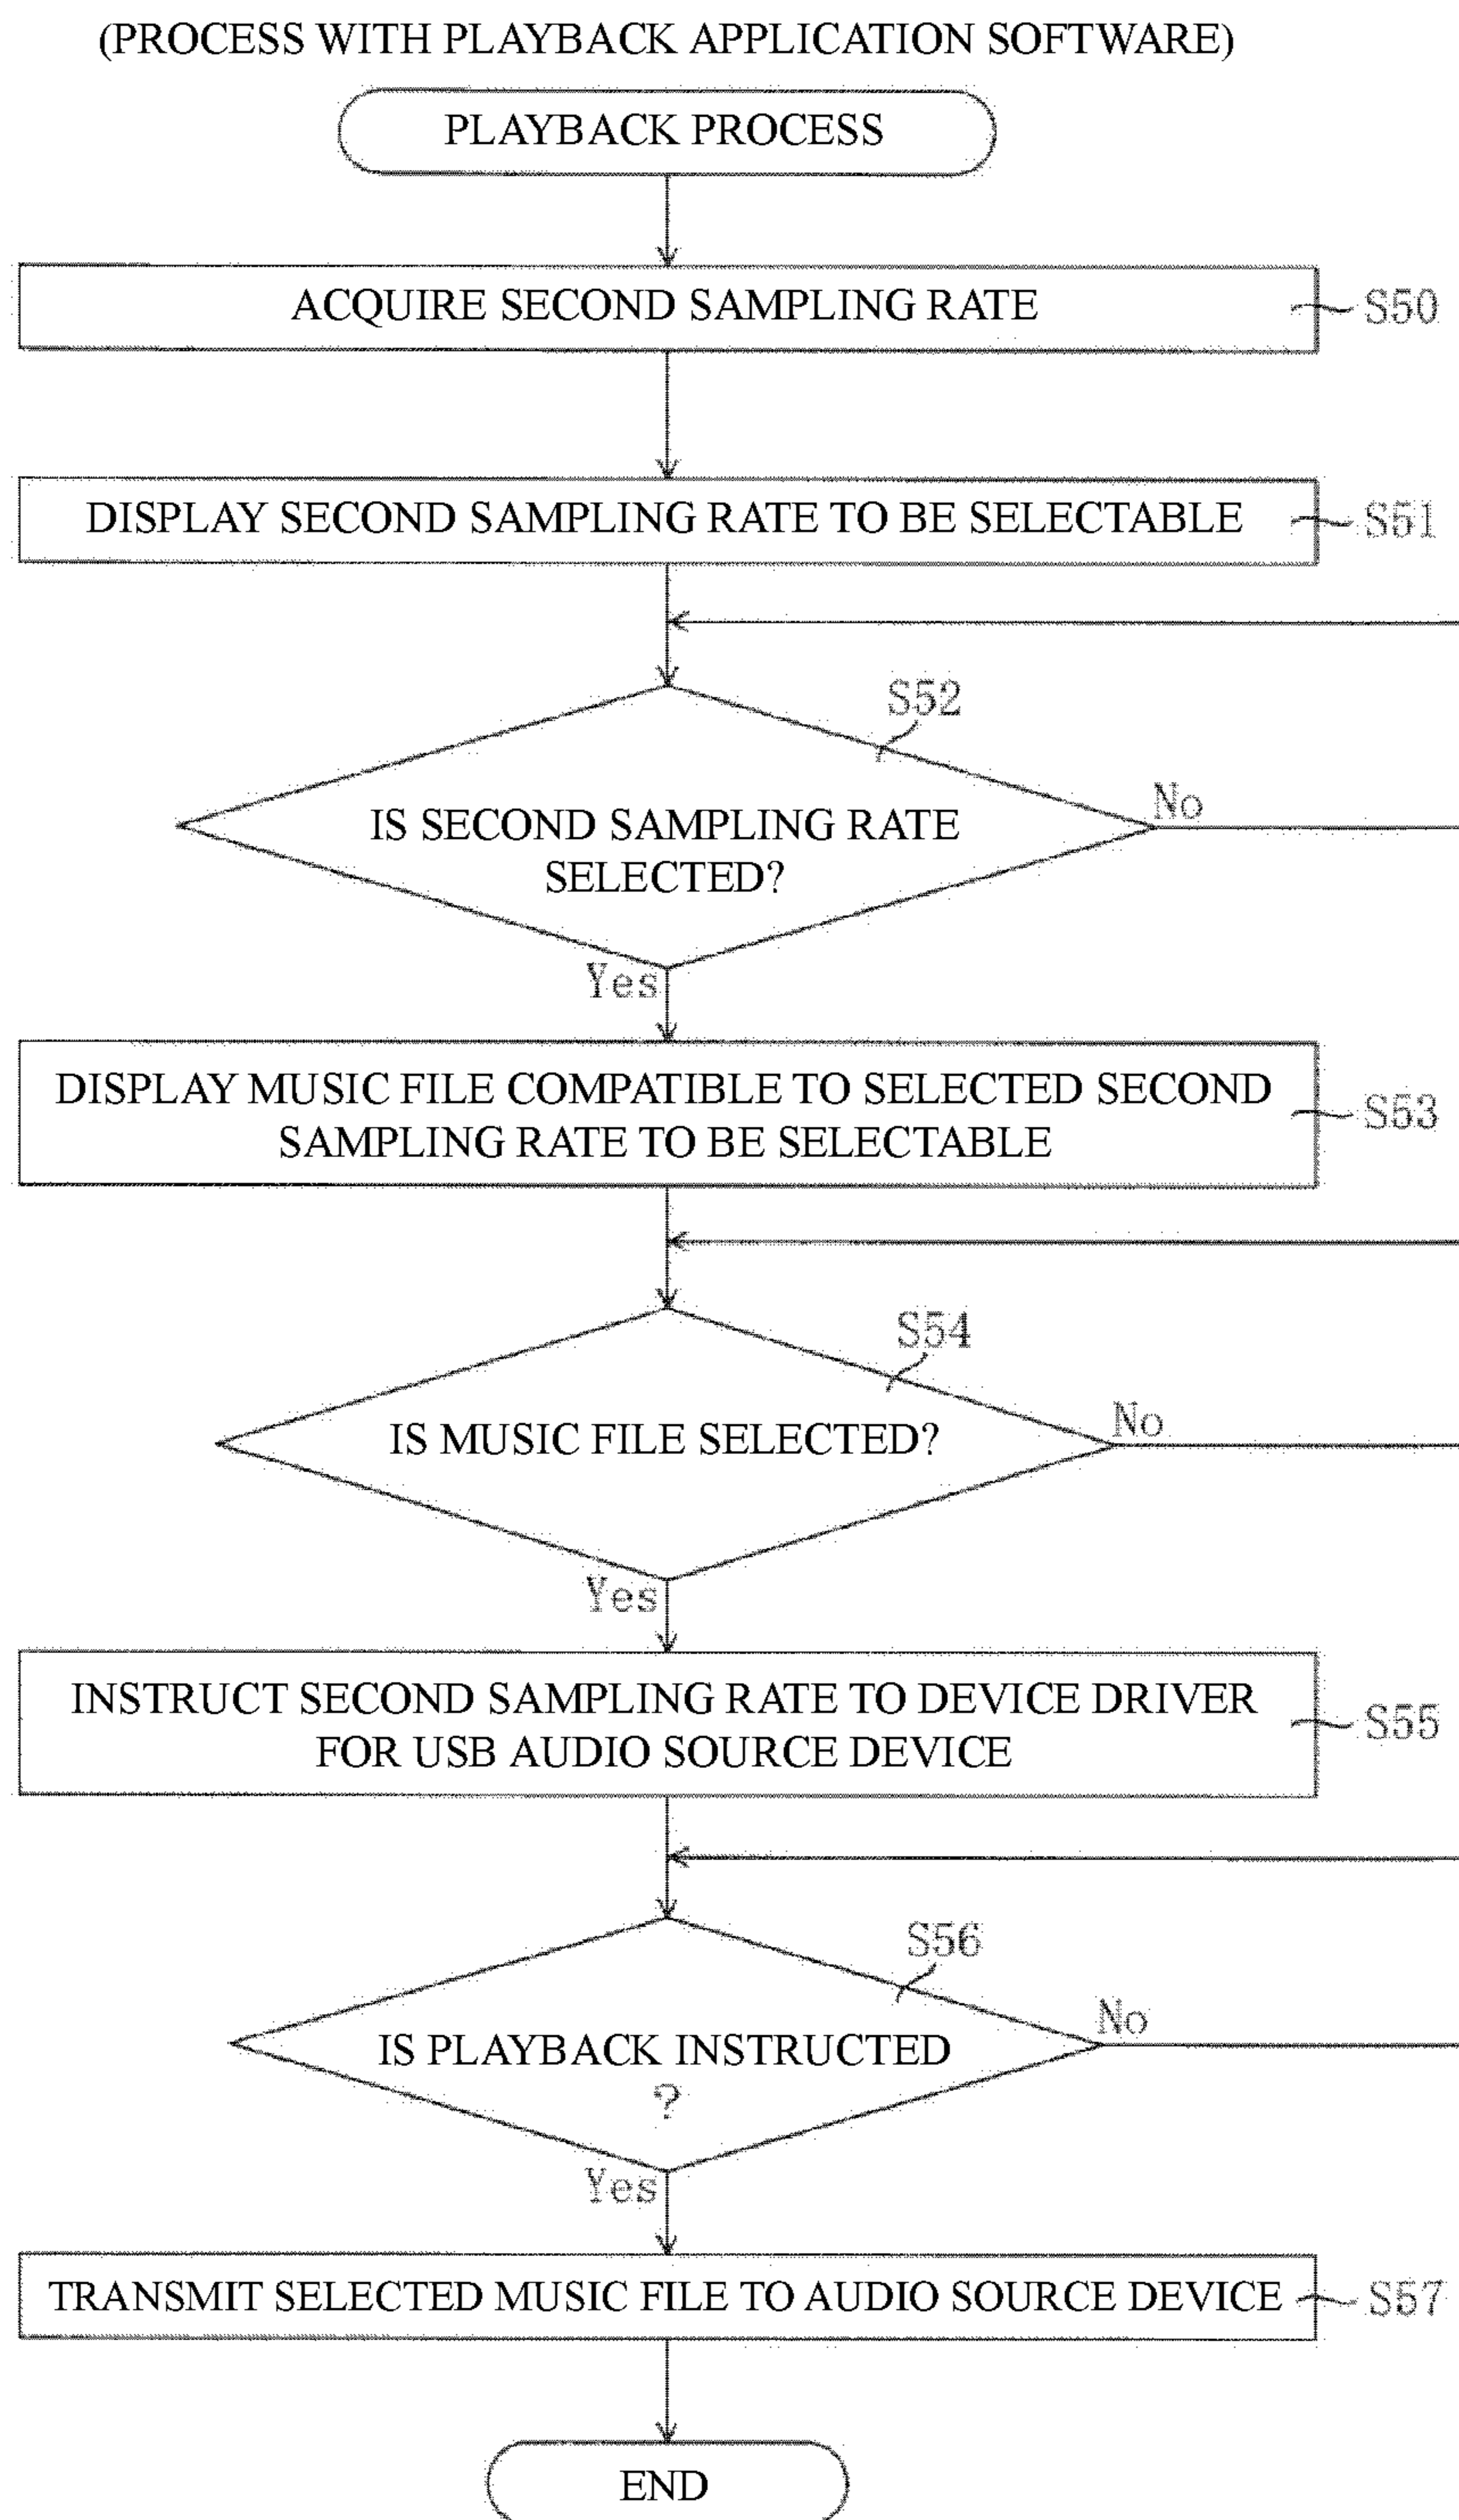 (PROCESS WITH PLAYBACK APPLICATION SOFTWARE)
PLAYBACK PROCESS
ACQUIRE SECOND SAMPLING RATE
S50
DISPLAY SECOND SAMPLING RATE TO BE SELECTABLE
S51
S52
IS SECOND SAMPLING RATE
SELECTED?
No
Yes
DISPLAY MUSIC FILE COMPATIBLE TO SELECTED SECOND
SAMPLING RATE TO BE SELECTABLE
S53
S54
IS MUSIC FILE SELECTED?
No
Yes
INSTRUCT SECOND SAMPLING RATE TO DEVICE DRIVER
FOR USB AUDIO SOURCE DEVICE
S55
S56
IS PLAYBACK INSTRUCTED
?
No
Yes
TRANSMIT SELECTED MUSIC FILE TO AUDIO SOURCE DEVICE
S57
END